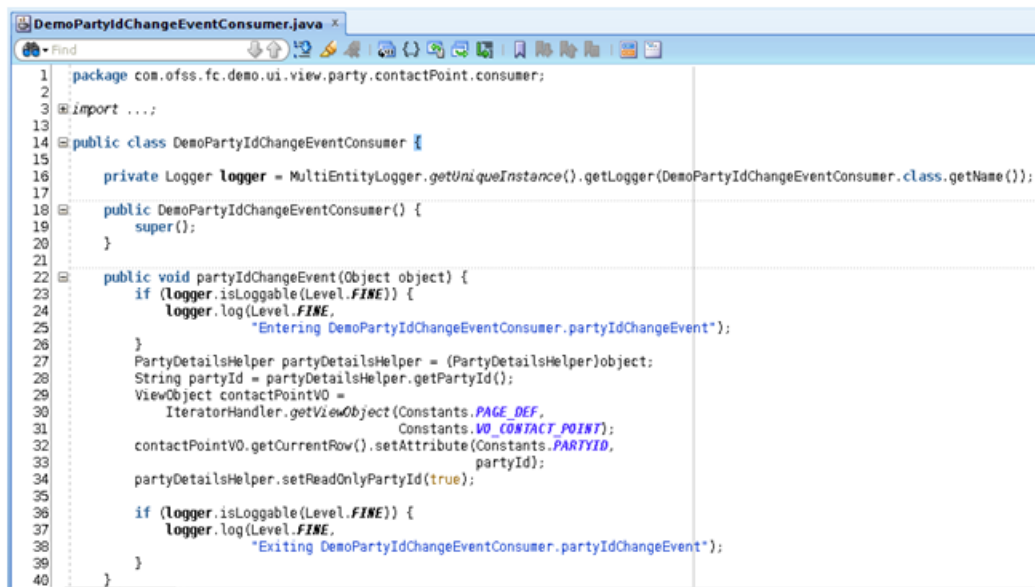 DemoPartyIdChangeEventConsumer.java ×
Find
1 package com.ofss.fc.demo.ui.view.party.contactPoint.consumer;
2
3 import ...;
13
14 public class DemoPartyIdChangeEventConsumer {
15
16 private Logger logger = MultiEntityLogger.getUniqueInstance().getLogger(DemoPartyIdChangeEventConsumer.class.getName());
17
18 public DemoPartyIdChangeEventConsumer() {
19 super();
20 }
21
22 public void partyIdChangeEvent(Object object) {
23 if (logger.isLoggable(Level.FINE)) {
24 logger.log(Level.FINE,
25 "Entering DemoPartyIdChangeEventConsumer.partyIdChangeEvent");
26 }
27 PartyDetailsHelper partyDetailsHelper = (PartyDetailsHelper)object;
28 String partyId = partyDetailsHelper.getPartyId();
29 ViewObject contactPointVO =
30 IteratorHandler.getViewObject(Constants.PAGE_DEF,
31 Constants.VO_CONTACT_POINT);
32 contactPointVO.getCurrentRow().setAttribute(Constants.PARTYID,
33 partyId);
34 partyDetailsHelper.setReadOnlyPartyId(true);
35
36 if (logger.isLoggable(Level.FINE)) {
37 logger.log(Level.FINE,
38 "Exiting DemoPartyIdChangeEventConsumer.partyIdChangeEvent");
39 }
40 }